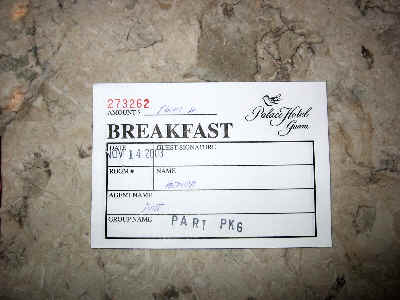 273262
AMOUNT $
Palace Hotel
Guam
BREAKFAST
DATE GUEST SIGNATURE
NOV 14 2003
ROOM # NAME
AGENT NAME
GROUP NAME PART PKG